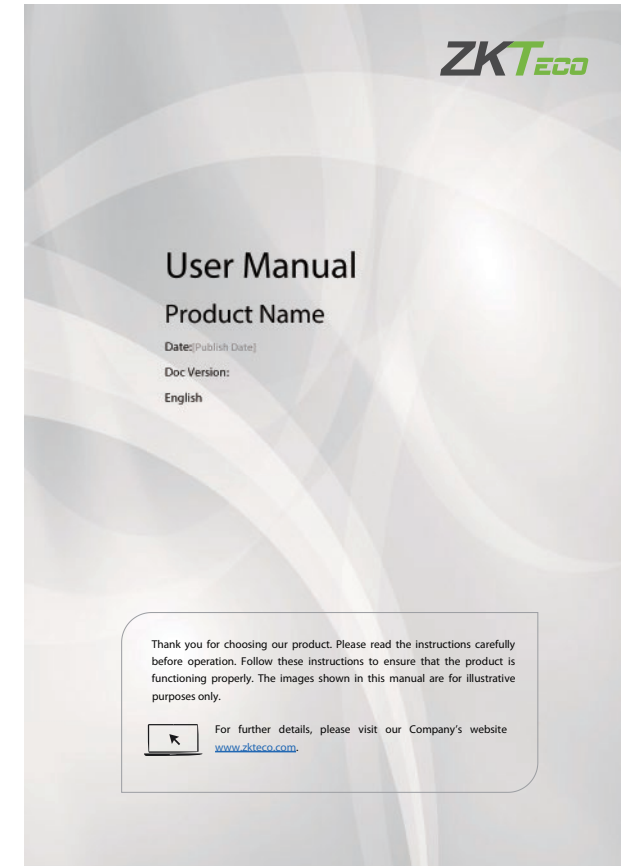 ZKTECO
User Manual
Product Name
Date:[Publish Date]
Doc Version:
English
Thank you for choosing our product. Please read the instructions carefully
before operation. Follow these instructions to ensure that the product is
functioning properly. The images shown in this manual are for illustrative
purposes only.
For further details, please visit our Company's website
www.zkteco.com.